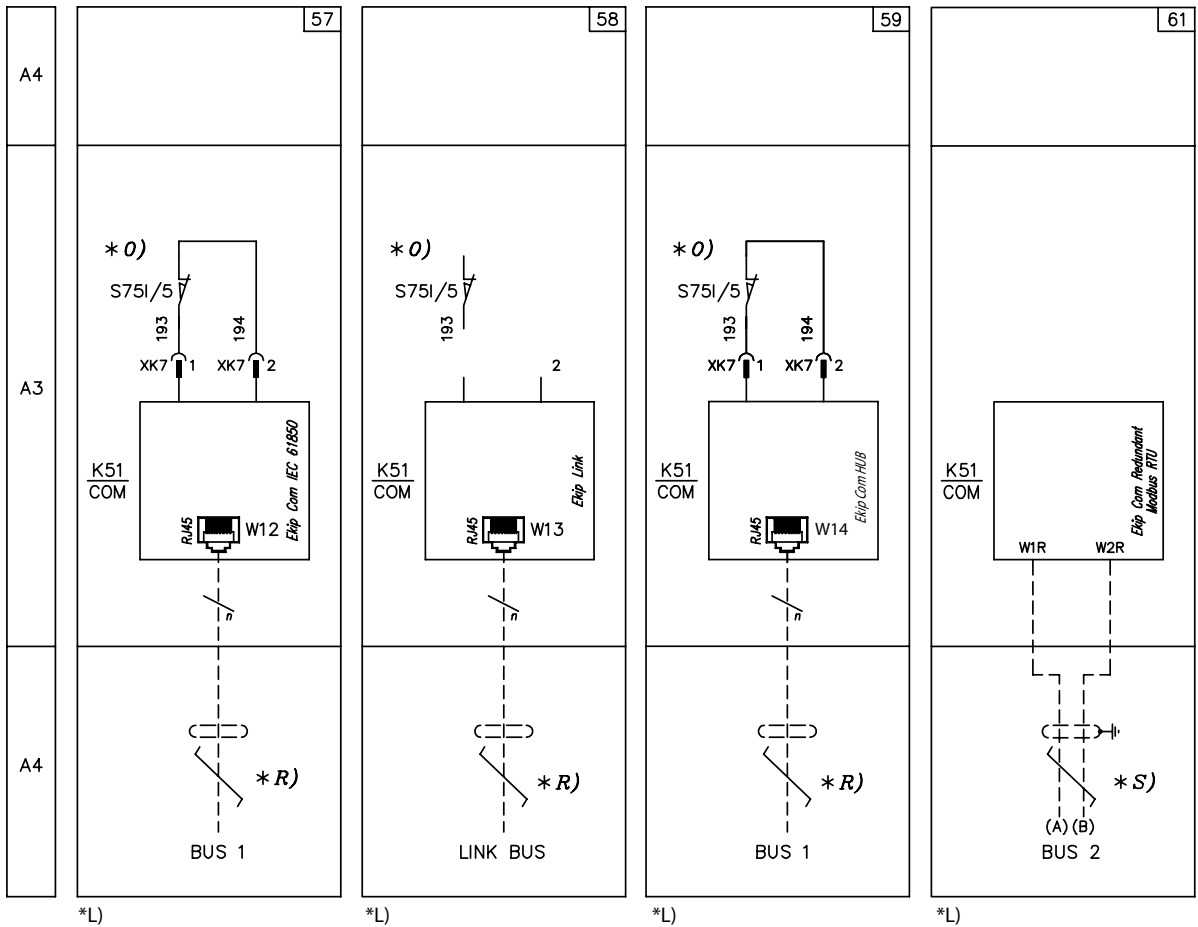 A4
A3
A4
57
*O)
S75I/5
193
194
XK7 1
XK7 2
K51
COM
Ekip Com IEC 61850
RJ45
W12
n
*R)
BUS 1
*L)
58
*O)
S75I/5
193
2
K51
COM
Ekip Link
RJ45
W13
n
*R)
LINK BUS
*L)
59
*O)
S75I/5
193
194
XK7 1
XK7 2
K51
COM
Ekip Com HUB
RJ45
W14
n
*R)
BUS 1
*L)
61
K51
COM
Ekip Com Redundant
Modbus RTU
W1R
W2R
*S)
(A) (B)
BUS 2
*L)